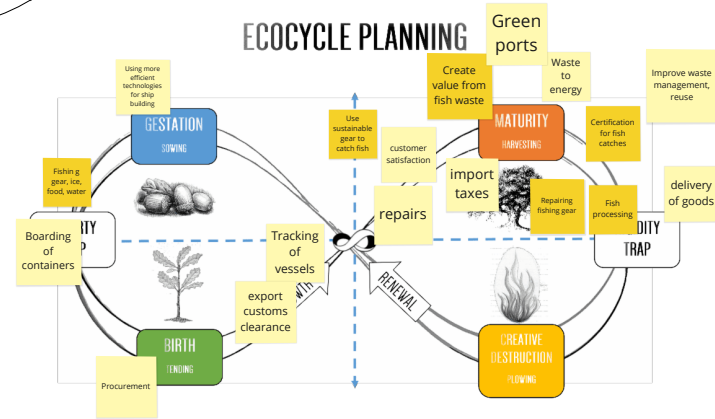 ECOCYCLE PLANNING
Green
ports
Using more
efficient
technologies
for ship
building
Create
value from
fish waste
Waste
to
energy
Improve waste
management,
reuse
GESTATION
SOWING
Use
sustainable
gear to
catch fish
MATURITY
HARVESTING
Certification
for fish
catches
customer
satisfaction
Fishin g
gear, ice,
food, water
import
taxes
Repairing
fishing gear
Fish
processing
delivery
of goods
repairs
RTY
P
Boarding
of
containers
Tracking
of
vessels
DITY
TRAP
export
customs
clearance
RENEWAL
BIRTH
TENDING
CREATIVE
DESTRUCTION
PLOWING
Procurement